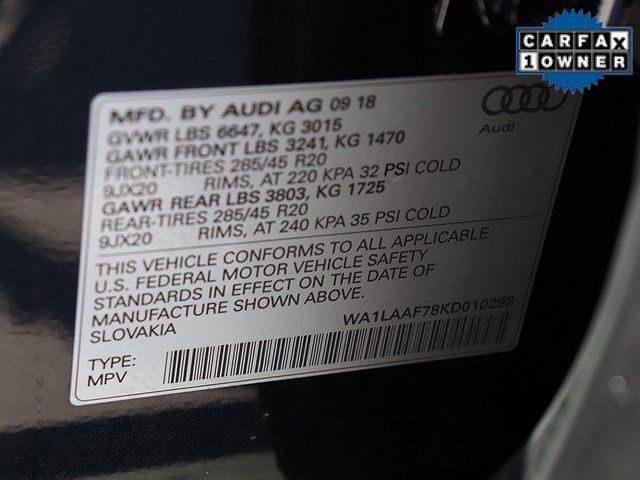 CARFAX
1 OWNER
MFD. BY AUDI AG 09 18
GVWR LBS 6647, KG 3015
GAWR FRONT LBS 3241, KG 1470
FRONT-TIRES 285/45 R20
9JX20 RIMS, AT 220 KPA 32 PSI COLD
GAWR REAR LBS 3803, KG 1725
REAR-TIRES 285/45 R20
9JX20 RIMS, AT 240 KPA 35 PSI COLD
Audi
THIS VEHICLE CONFORMS TO ALL APPLICABLE
U.S. FEDERAL MOTOR VEHICLE SAFETY
STANDARDS IN EFFECT ON THE DATE OF
MANUFACTURE SHOWN ABOVE.
SLOVAKIA
WA1LAAF78KD010298
TYPE:
MPV